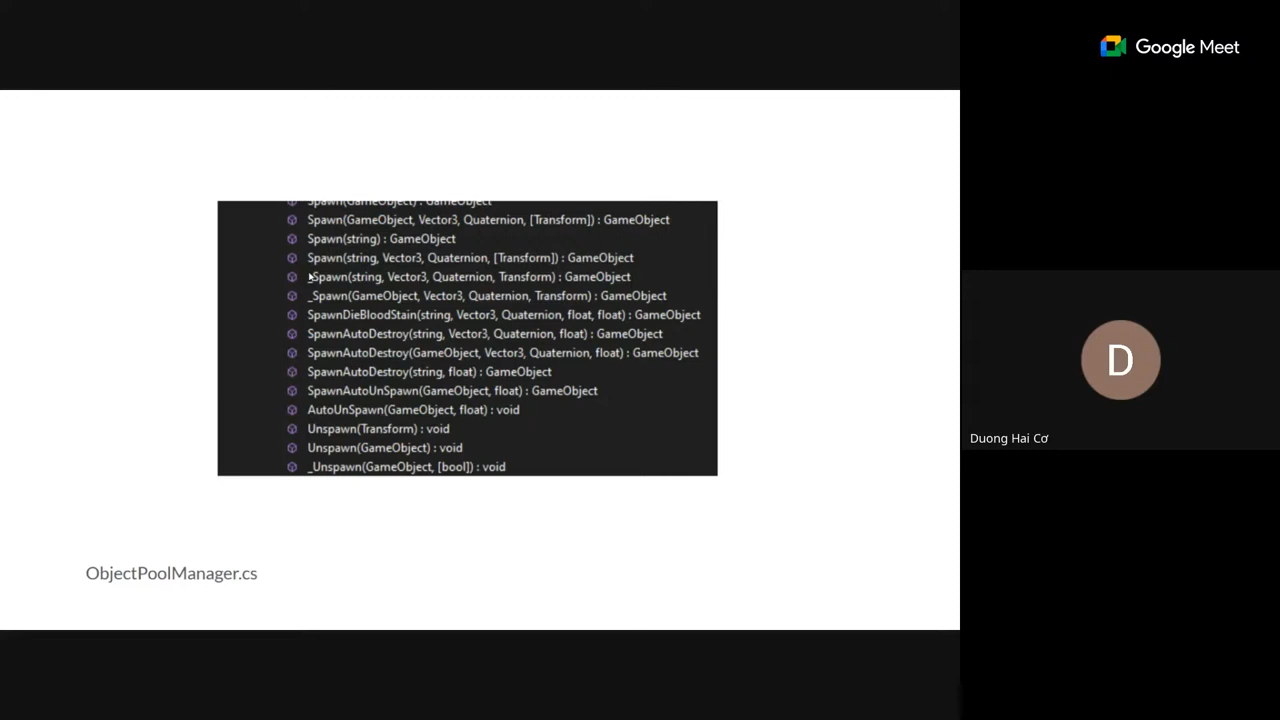 Spawn(GameObject) : GameObject
Spawn(GameObject, Vector3, Quaternion, [Transform]) : GameObject
Spawn(string) : GameObject
Spawn(string, Vector3, Quaternion, [Transform]) : GameObject
_Spawn(string, Vector3, Quaternion, Transform) : GameObject
_Spawn(GameObject, Vector3, Quaternion, Transform) : GameObject
SpawnDieBloodStain(string, Vector3, Quaternion, float, float) : GameObject
SpawnAutoDestroy(string, Vector3, Quaternion, float) : GameObject
SpawnAutoDestroy(GameObject, Vector3, Quaternion, float) : GameObject
SpawnAutoDestroy(string, float) : GameObject
SpawnAutoUnSpawn(GameObject, float) : GameObject
AutoUnSpawn(GameObject, float) : void
Unspawn(Transform) : void
Unspawn(GameObject) : void
_Unspawn(GameObject, [bool]) : void
ObjectPoolManager.cs
Google Meet
D
Duong Hai Cơ